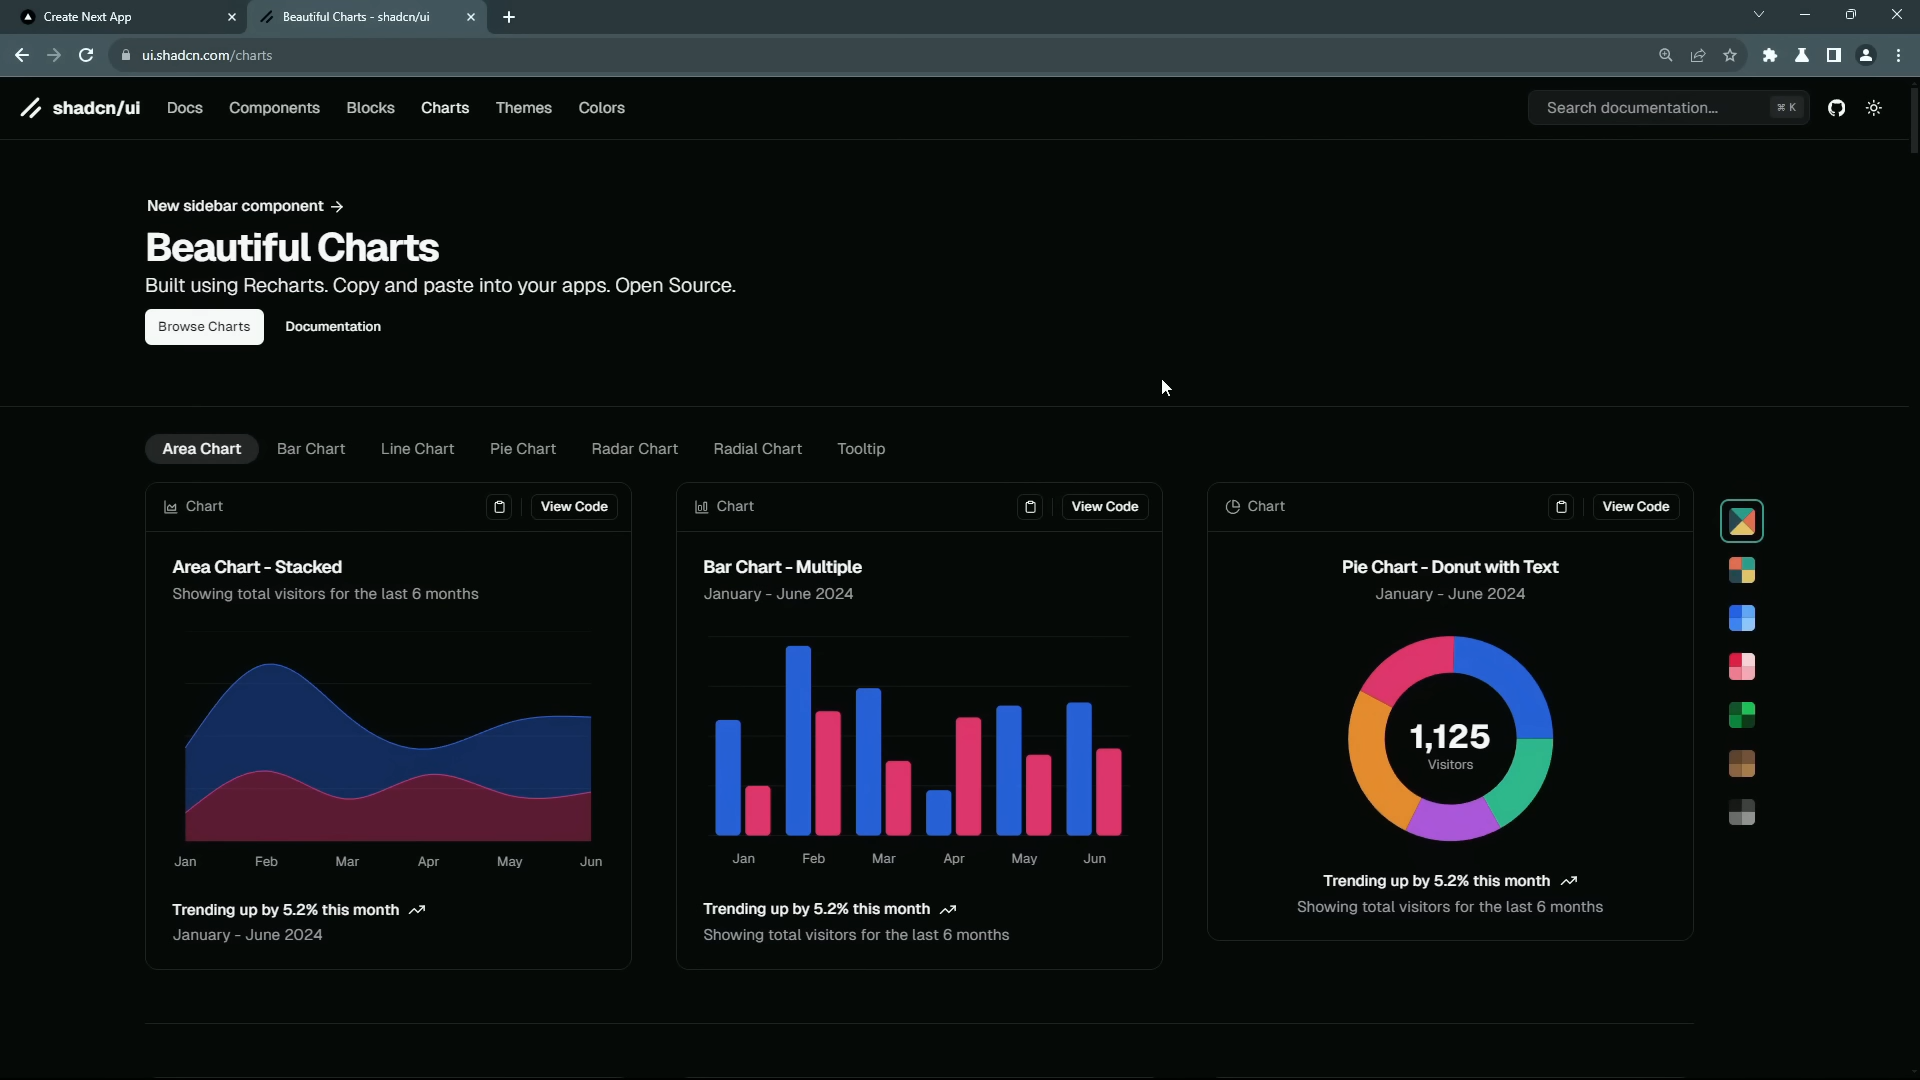 Create Next App
Beautiful Charts - shadcn/ui
ui.shadcn.com/charts
shadcn/ui Docs Components Blocks Charts Themes Colors
Search documentation... ⌘ K
New sidebar component →
Beautiful Charts
Built using Recharts. Copy and paste into your apps. Open Source.
Browse Charts Documentation
Area Chart Bar Chart Line Chart Pie Chart Radar Chart Radial Chart Tooltip
Chart View Code
Area Chart - Stacked
Showing total visitors for the last 6 months
Jan Feb Mar Apr May Jun
Trending up by 5.2% this month
January - June 2024
Chart View Code
Bar Chart - Multiple
January - June 2024
Jan Feb Mar Apr May Jun
Trending up by 5.2% this month
Showing total visitors for the last 6 months
Chart View Code
Pie Chart - Donut with Text
January - June 2024
1,125
Visitors
Trending up by 5.2% this month
Showing total visitors for the last 6 months